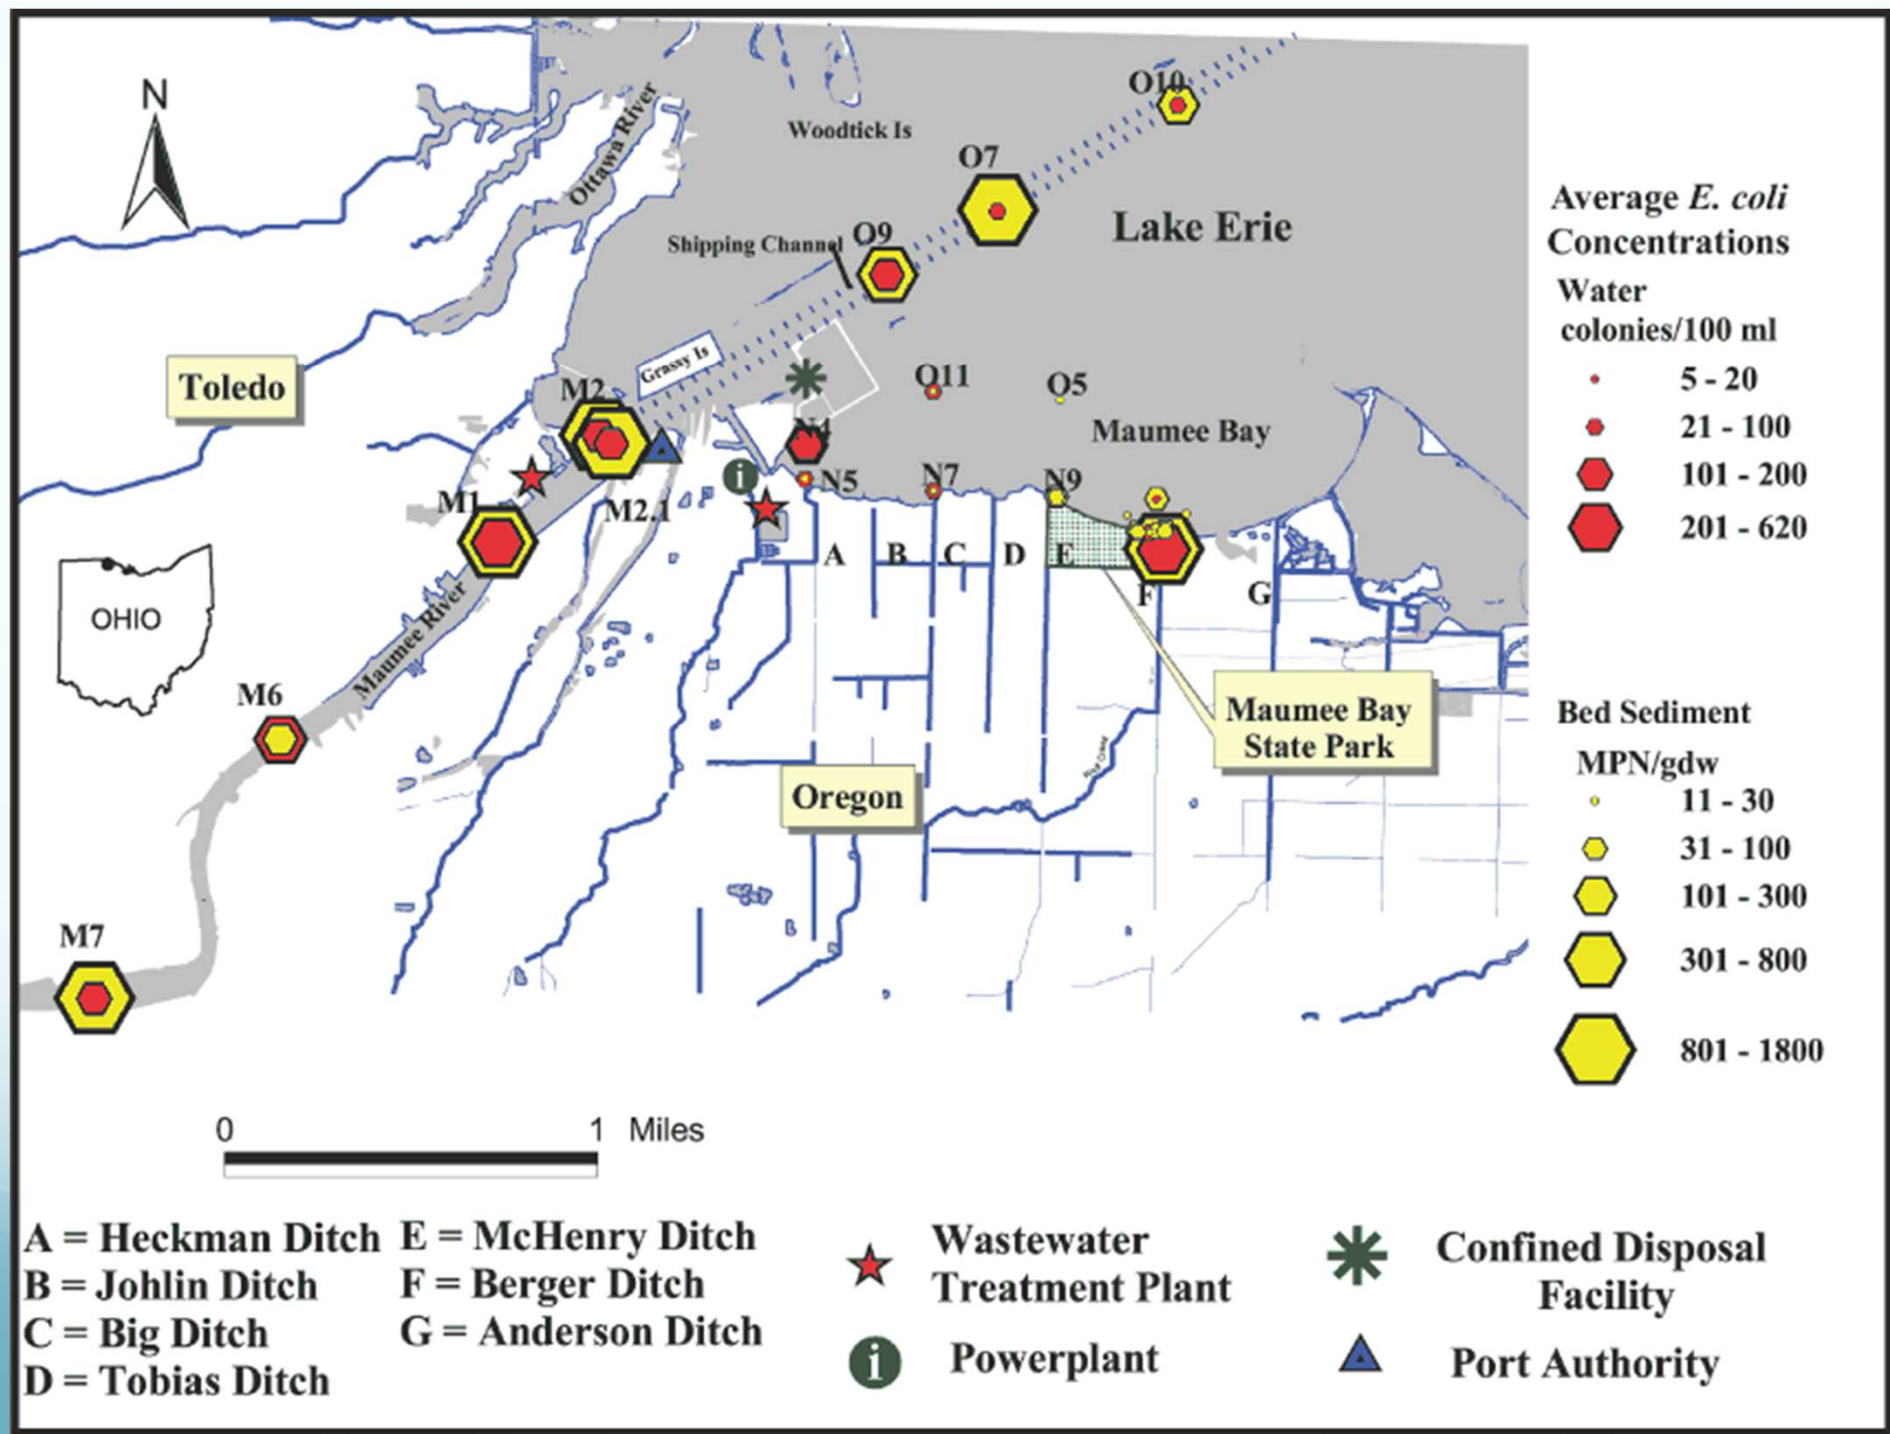 N
Ottawa River
Woodtick Is
O10
O7
Lake Erie
Shipping Channel
O9
Grassy Is
Toledo
M2
O11
O5
Maumee Bay
N4
N5
N7
N9
M1
M2.1
A
B
C
D
E
F
G
OHIO
Maumee River
M6
Maumee Bay
State Park
Oregon
M7
Average E. coli
Concentrations
Water
colonies/100 ml
5 - 20
21 - 100
101 - 200
201 - 620
Bed Sediment
MPN/gdw
11 - 30
31 - 100
101 - 300
301 - 800
801 - 1800
0 1 Miles
A = Heckman Ditch
B = Johlin Ditch
C = Big Ditch
D = Tobias Ditch
E = McHenry Ditch
F = Berger Ditch
G = Anderson Ditch
Wastewater
Treatment Plant
i Powerplant
Confined Disposal
Facility
Port Authority